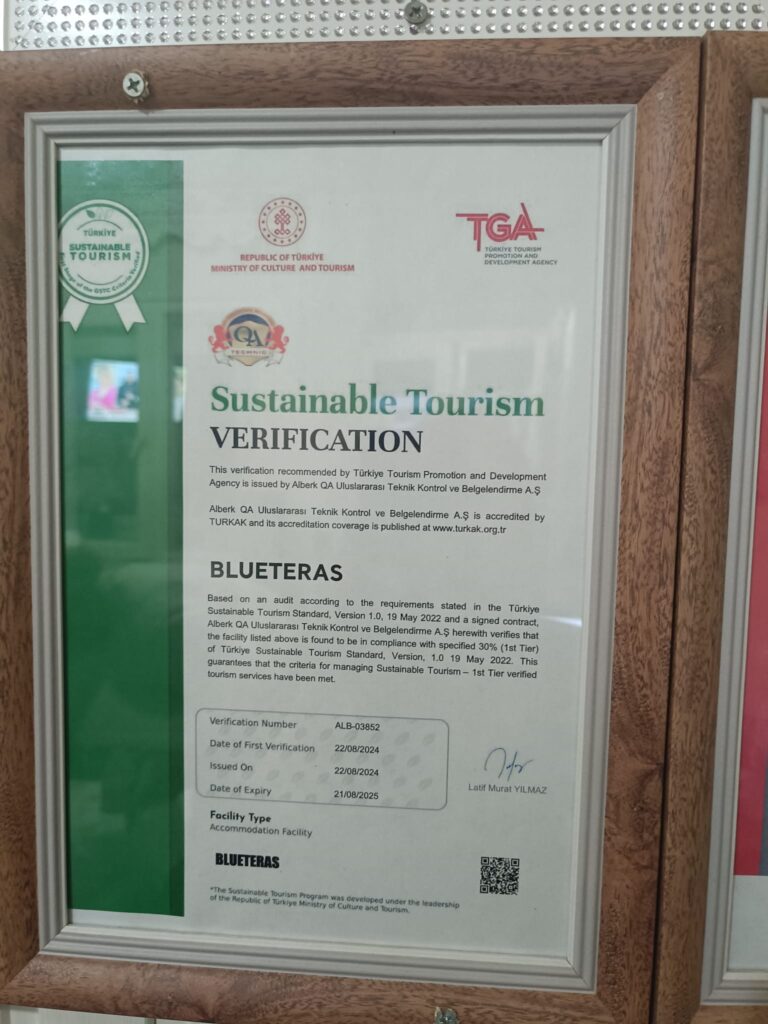 TÜRKİYE
SUSTAINABLE
TOURISM
First Stage of the GSTC Criteria Verified
REPUBLIC OF TÜRKİYE
MINISTRY OF CULTURE AND TOURISM
TGA
TÜRKİYE TOURISM
PROMOTION AND
DEVELOPMENT AGENCY
QA
TECHNIC
Sustainable Tourism
VERIFICATION
This verification recommended by Türkiye Tourism Promotion and Development
Agency is issued by Alberk QA Uluslararası Teknik Kontrol ve Belgelendirme A.Ş
Alberk QA Uluslararası Teknik Kontrol ve Belgelendirme A.Ş is accredited by
TURKAK and its accreditation coverage is published at www.turkak.org.tr
BLUETERAS
Based on an audit according to the requirements stated in the Türkiye
Sustainable Tourism Standard, Version 1.0, 19 May 2022 and a signed contract,
Alberk QA Uluslararası Teknik Kontrol ve Belgelendirme A.Ş herewith verifies that
the facility listed above is found to be in compliance with specified 30% (1st Tier)
of Türkiye Sustainable Tourism Standard, Version, 1.0 19 May 2022. This
guarantees that the criteria for managing Sustainable Tourism – 1st Tier verified
tourism services have been met.
Verification Number ALB-03852
Date of First Verification 22/08/2024
Issued On 22/08/2024
Date of Expiry 21/08/2025
Latif Murat YILMAZ
Facility Type
Accommodation Facility
BLUETERAS
*The Sustainable Tourism Program was developed under the leadership
of the Republic of Türkiye Ministry of Culture and Tourism.